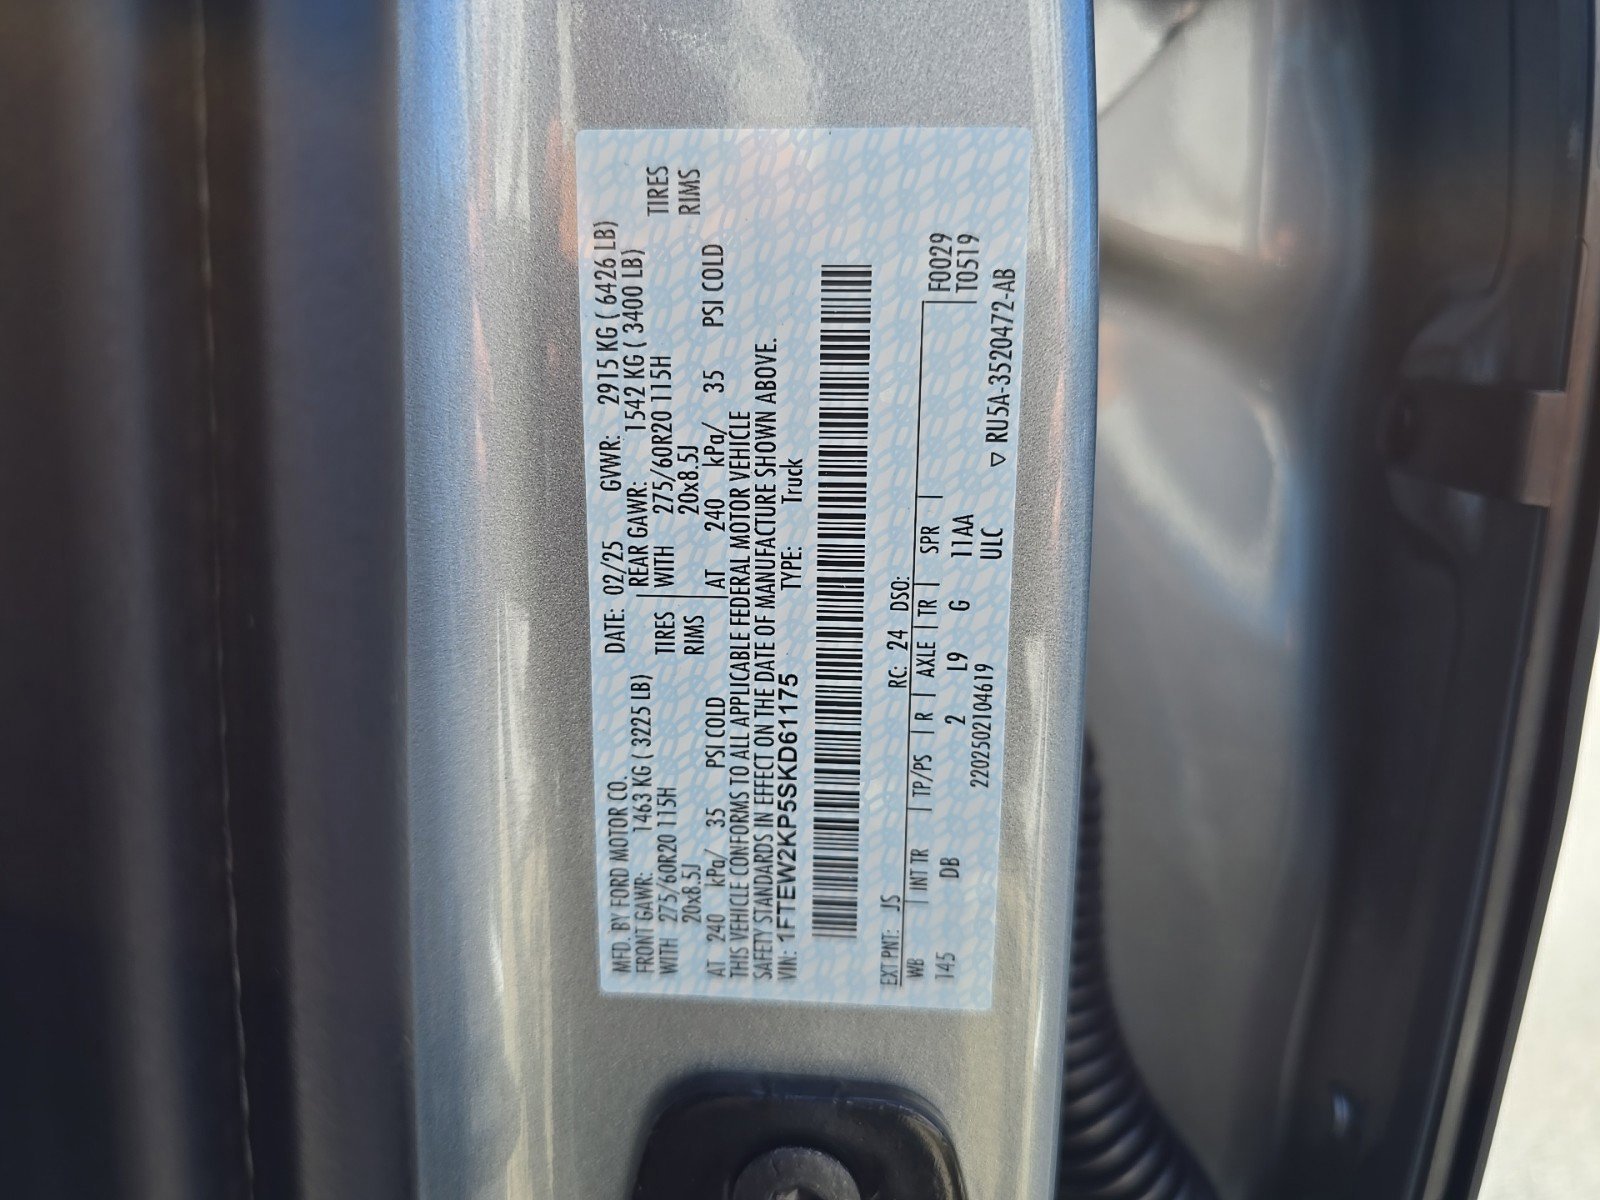 MFD. BY FORD MOTOR CO. DATE: 02/25 GVWR: 2915 KG ( 6426 LB)
FRONT GAWR: 1463 KG ( 3225 LB) REAR GAWR: 1542 KG ( 3400 LB)
WITH 275/60R20 115H TIRES WITH 275/60R20 115H TIRES
20x8.5J RIMS 20x8.5J RIMS
AT 240 kPa/ 35 PSI COLD AT 240 kPa/ 35 PSI COLD
THIS VEHICLE CONFORMS TO ALL APPLICABLE FEDERAL MOTOR VEHICLE
SAFETY STANDARDS IN EFFECT ON THE DATE OF MANUFACTURE SHOWN ABOVE.
VIN: 1FTEW2KP5SKD61175 TYPE: Truck
EXT PNT: JS RC: 24 DSO: F0029
WB INT TR TP/PS R AXLE TR SPR T0519
145 DB 2 L9 G 11AA
220250210 4619 ULC ▽ RU5A-3520472-AB